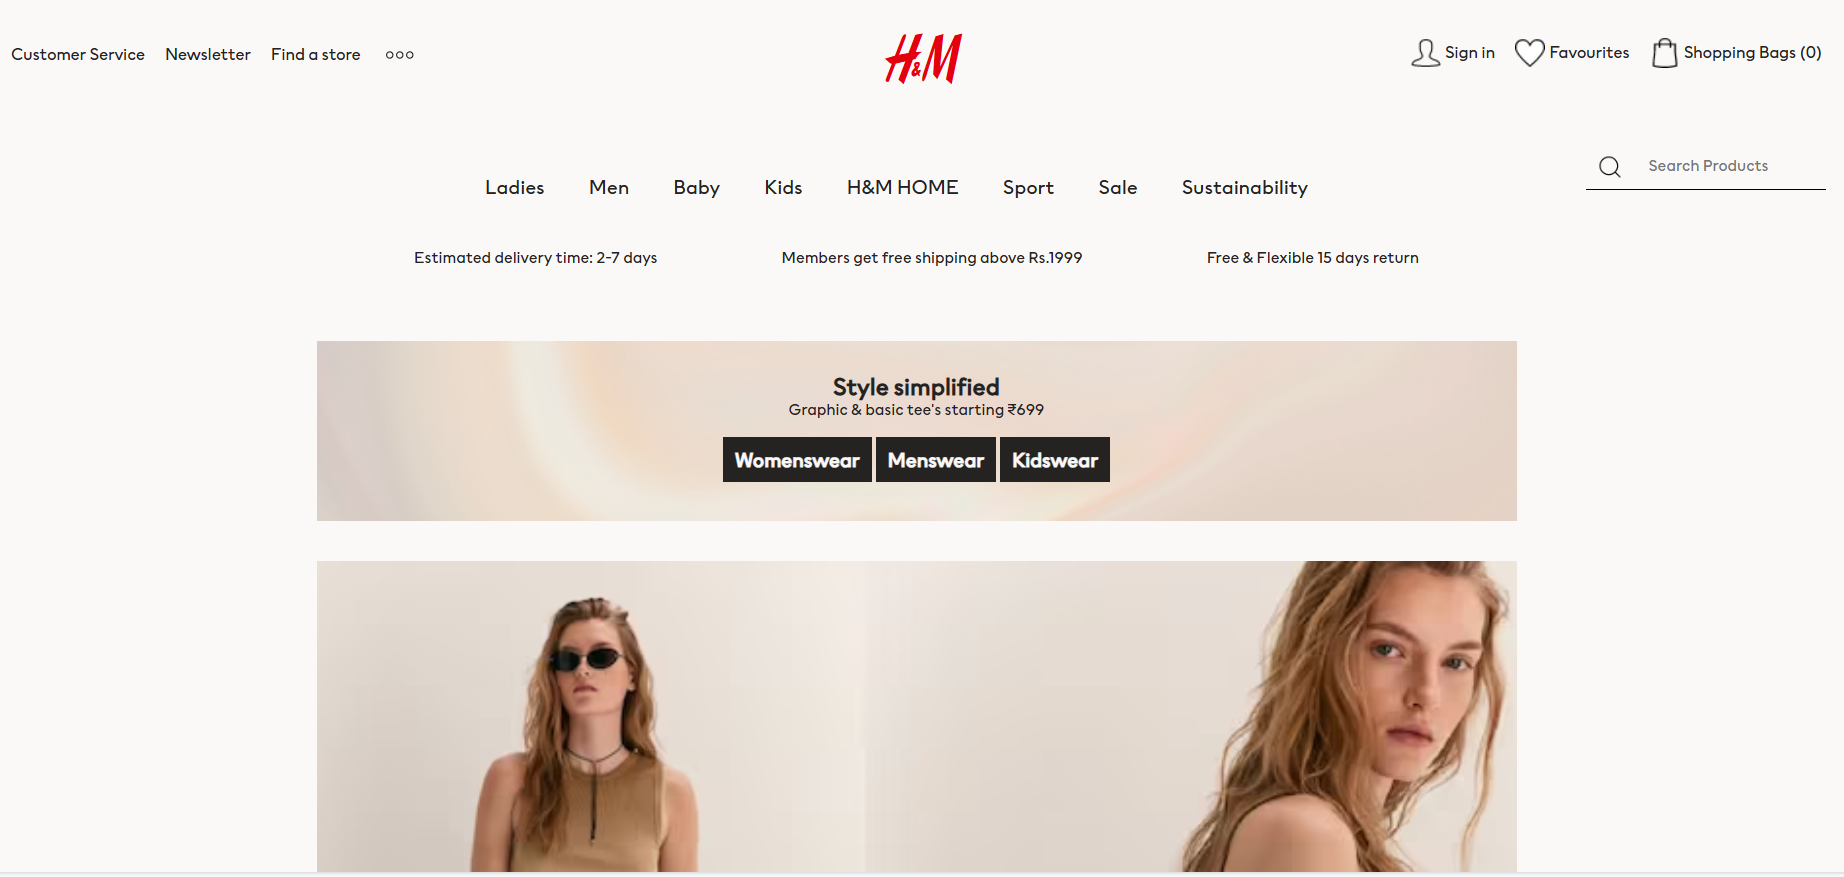 Customer Service Newsletter Find a store
H&M
Sign in Favourites Shopping Bags (0)
Search Products
Ladies Men Baby Kids H&M HOME Sport Sale Sustainability
Estimated delivery time: 2-7 days Members get free shipping above Rs.1999 Free & Flexible 15 days return
Style simplified
Graphic & basic tee's starting ₹699
Womenswear Menswear Kidswear